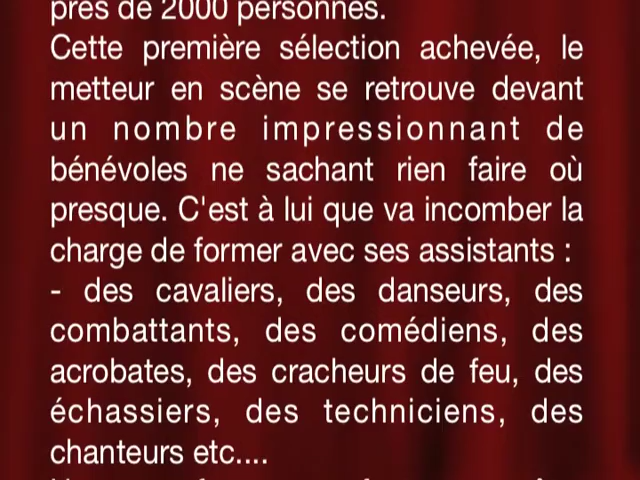 près de 2000 personnes.
Cette première sélection achevée, le
metteur en scène se retrouve devant
un nombre impressionnant de
bénévoles ne sachant rien faire où
presque. C'est à lui que va incomber la
charge de former avec ses assistants :
- des cavaliers, des danseurs, des
combattants, des comédiens, des
acrobates, des cracheurs de feu, des
échassiers, des techniciens, des
chanteurs etc....